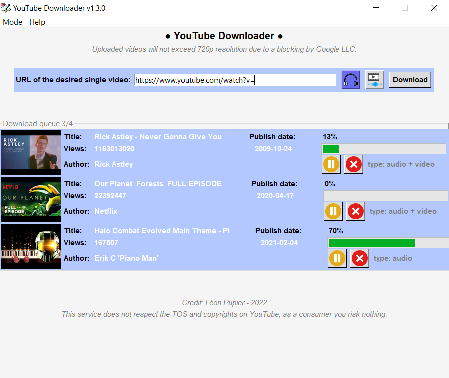 YouTube Downloader v1.3.0
Mode Help
● YouTube Downloader ●
Uploaded videos will not exceed 720p resolution due to a blocking by Google LLC.
URL of the desired single video: https://www.youtube.com/watch?v= Download
Download queue 3/4
Title: Rick Astley - Never Gonna Give You Publish date: 13%
Views: 1163013020 2009-10-24
Author: Rick Astley type: audio + video
Title: Our Planet Forests FULL EPISODE Publish date: 0%
OUR PLANET
FULL EPISODE
Views: 22352447 2020-04-17
Author: Netflix type: audio + video
Title: Halo Combat Evolved Main Theme - Pi Publish date: 70%
Views: 167807 2021-02-04
Author: Erik C 'Piano Man' type: audio
Credit: Léon Pupier - 2022
This service does not respect the TOS and copyrights on YouTube, as a consumer you risk nothing.